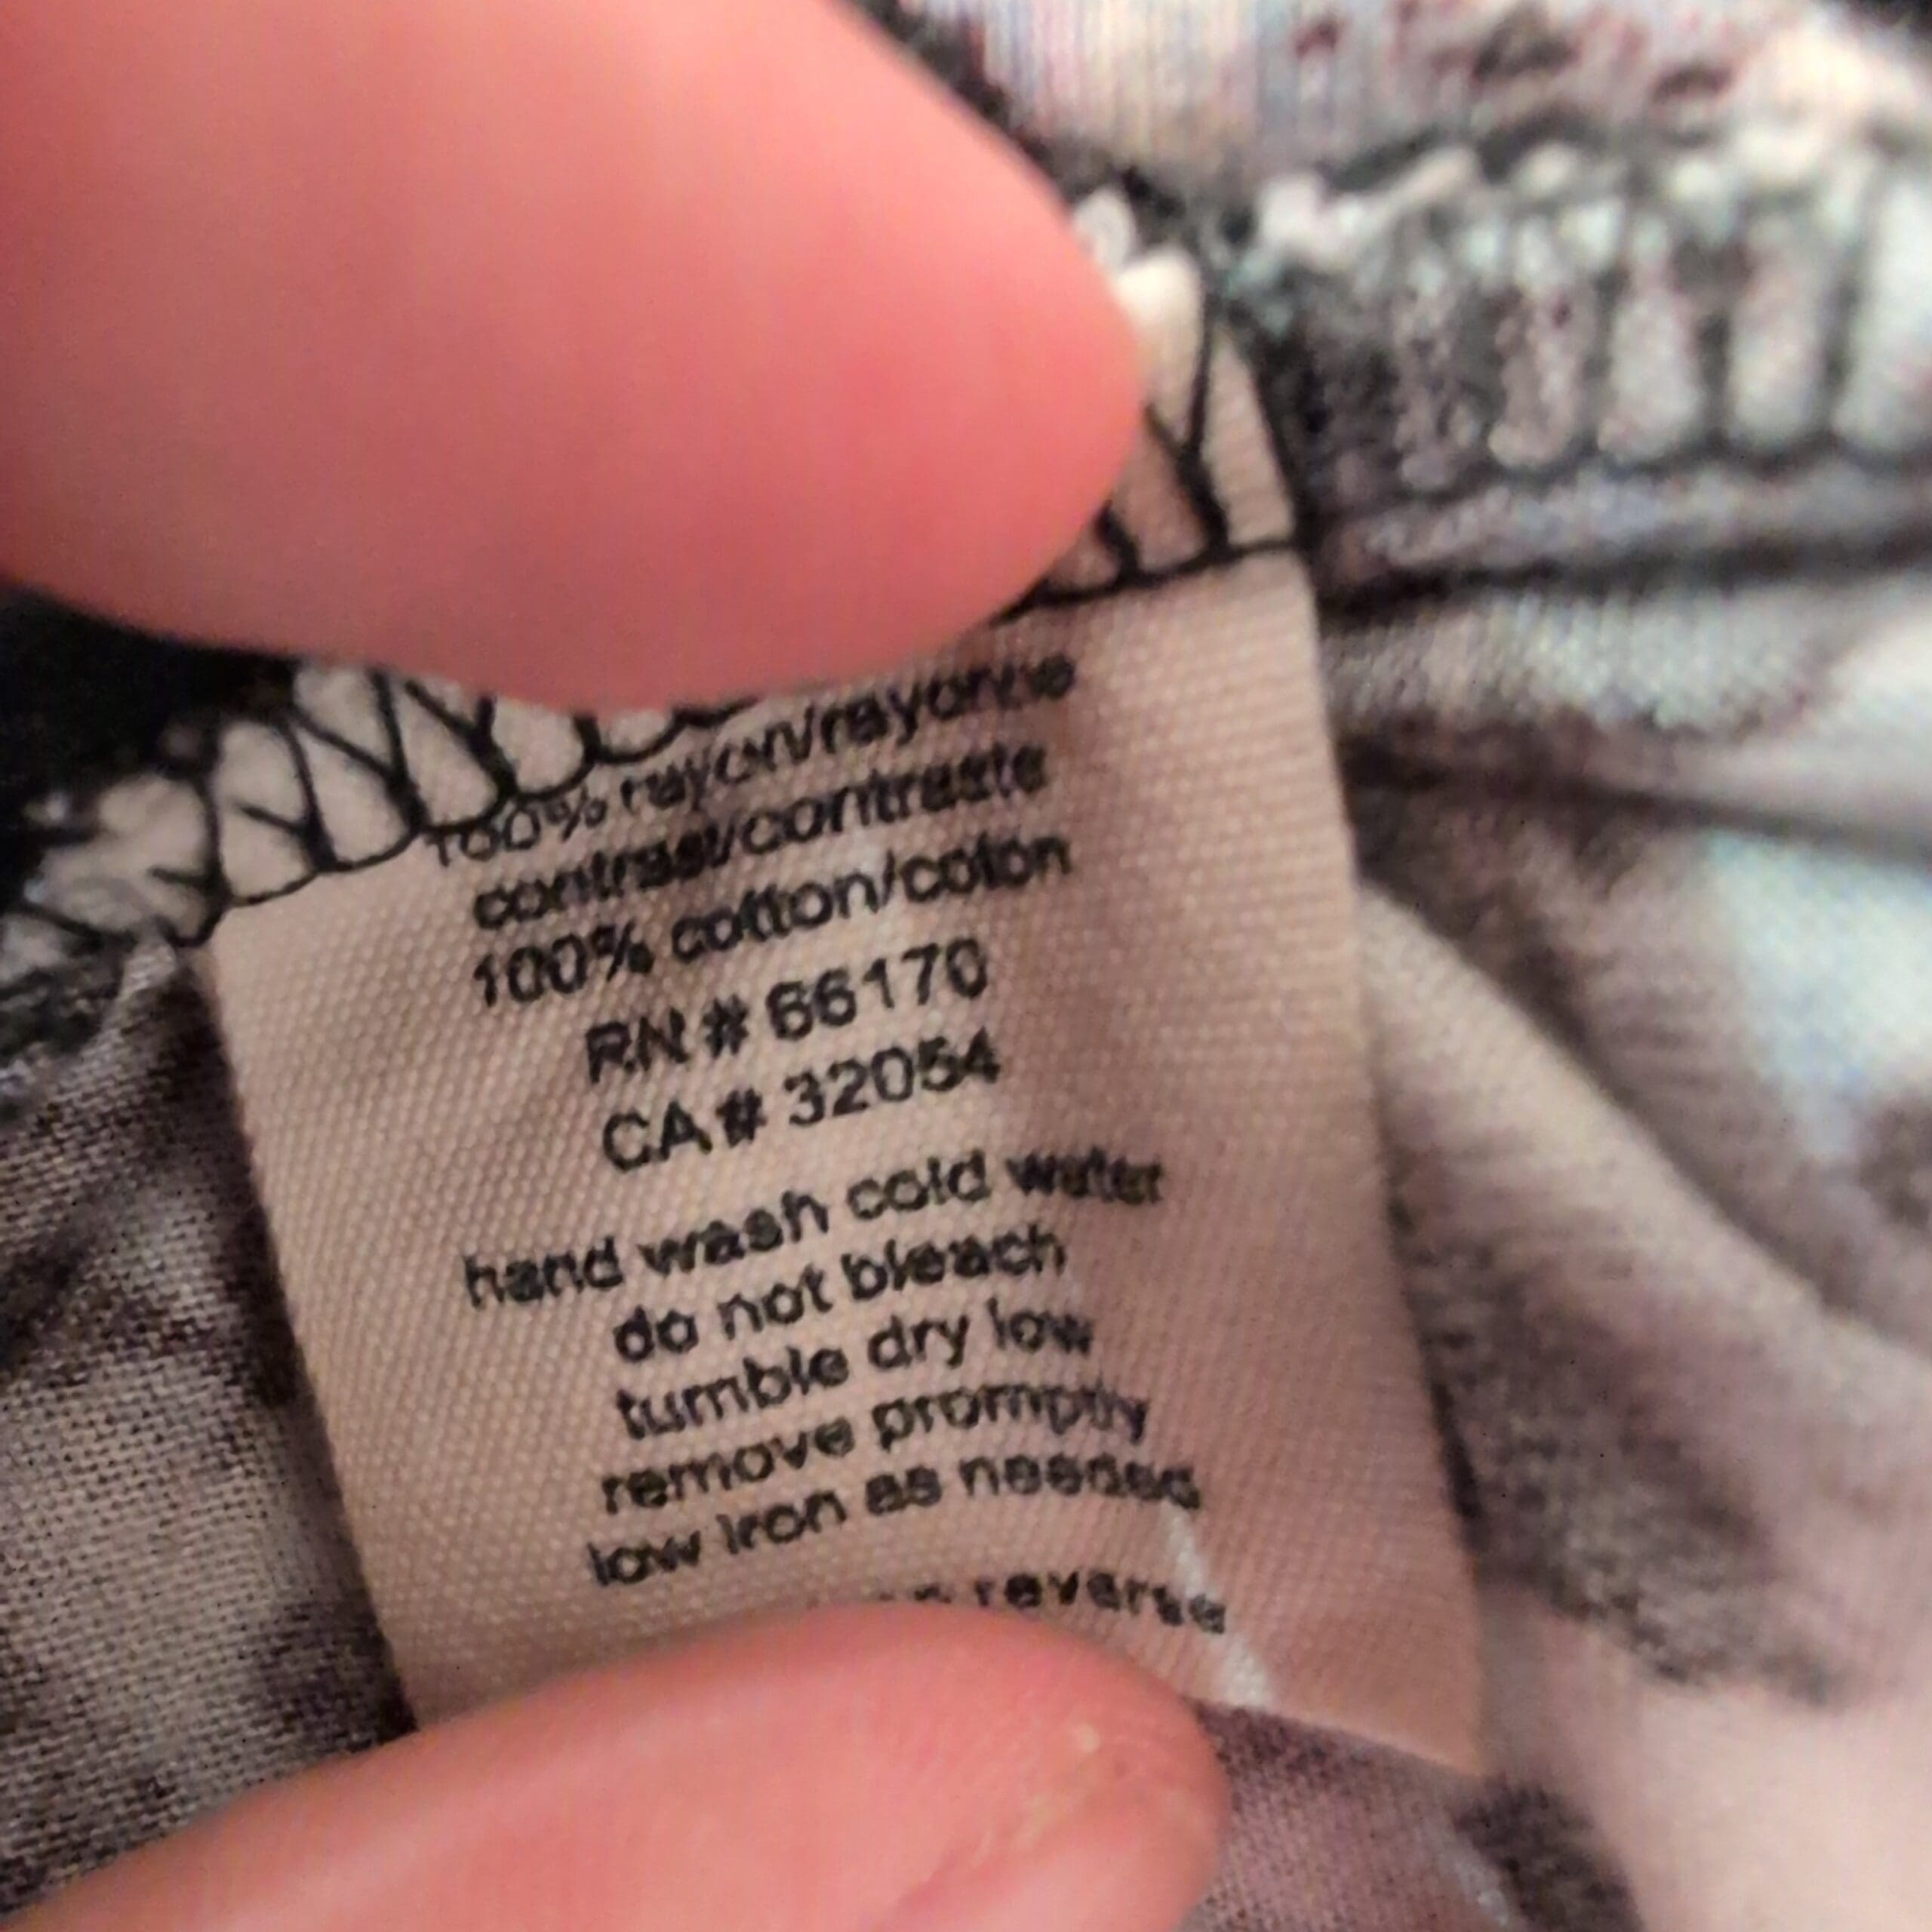 100% rayon/rayonne
contrast/contraste
100% cotton/coton
RN # 66170
CA # 32054
hand wash cold water
do not bleach
tumble dry low
remove promptly
low iron as needed
reverse